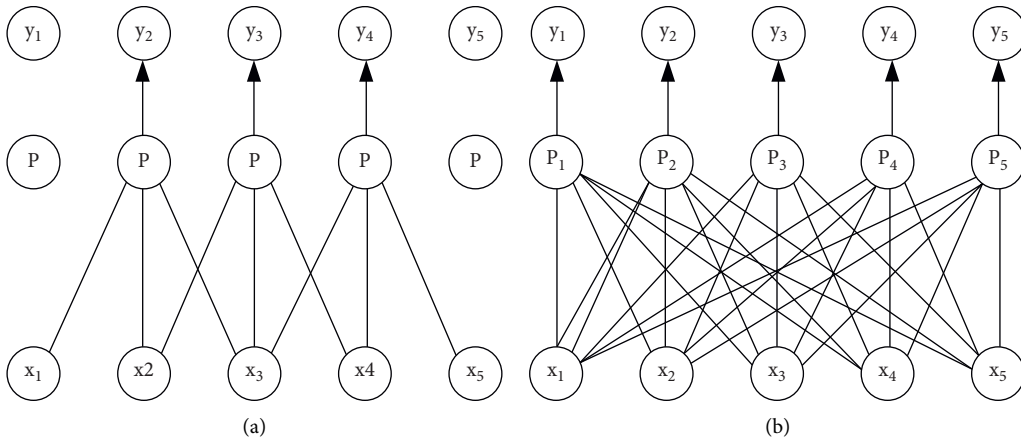 y₁ y₂ y₃ y₄ y₅ y₁ y₂ y₃ y₄ y₅
P P P P P P₁ P₂ P₃ P₄ P₅
x₁ x2 x₃ x4 x₅ x₁ x₂ x₃ x₄ x₅
(a) (b)